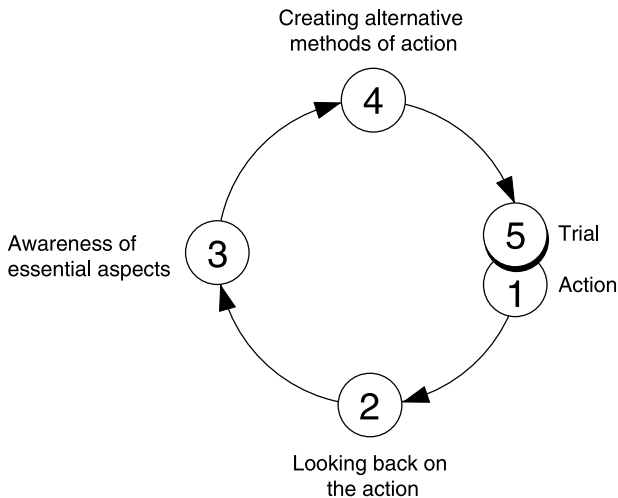 Creating alternative
methods of action
4
5
Trial
3
Awareness of
essential aspects
1
Action
2
Looking back on
the action